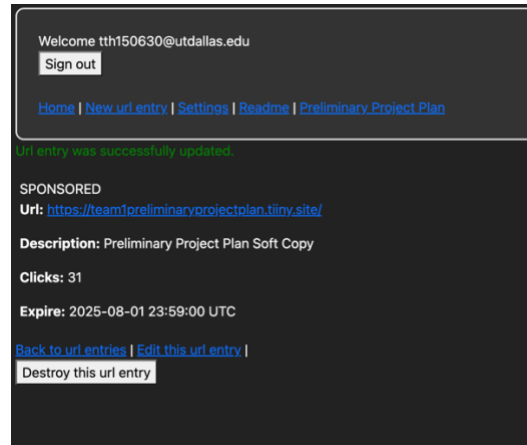 Welcome tth150630@utdallas.edu
Sign out
Home | New url entry | Settings | Readme | Preliminary Project Plan
Url entry was successfully updated.
SPONSORED
Url: https://team1preliminaryprojectplan.tiiny.site/
Description: Preliminary Project Plan Soft Copy
Clicks: 31
Expire: 2025-08-01 23:59:00 UTC
Back to url entries | Edit this url entry |
Destroy this url entry